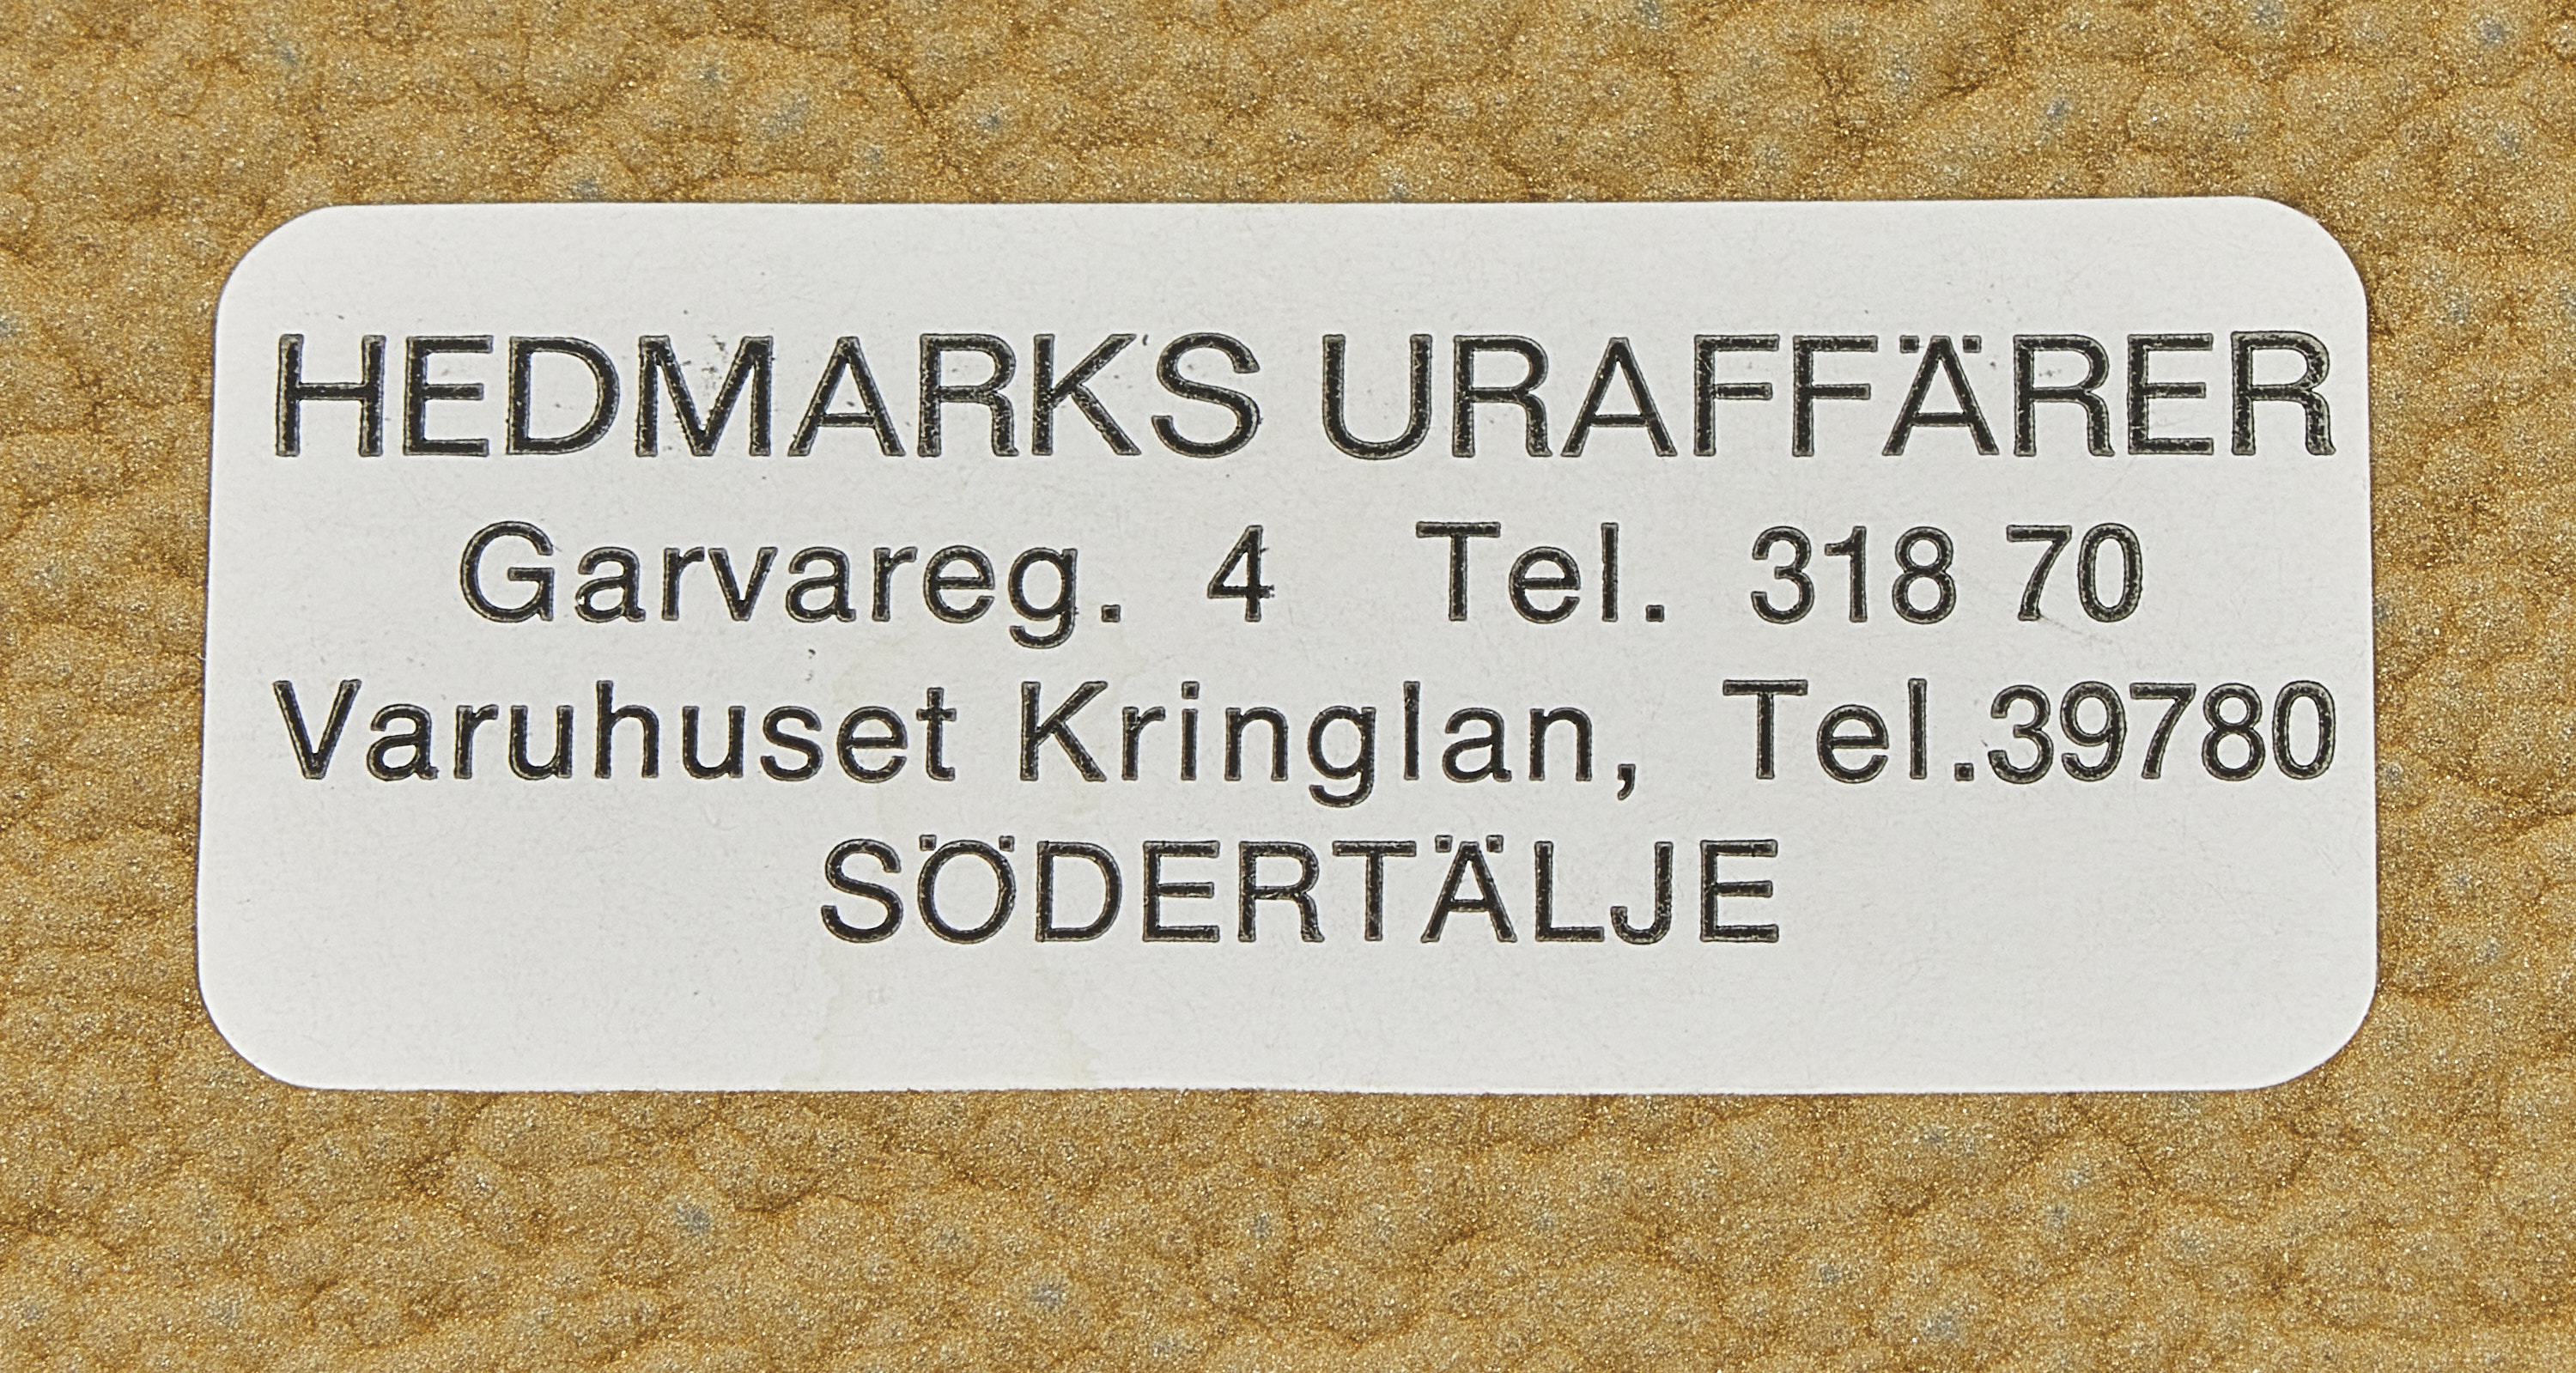 HEDMARKS URAFFÄRER
Garvareg. 4 Tel. 318 70
Varuhuset Kringlan, Tel.39780
SÖDERTÄLJE